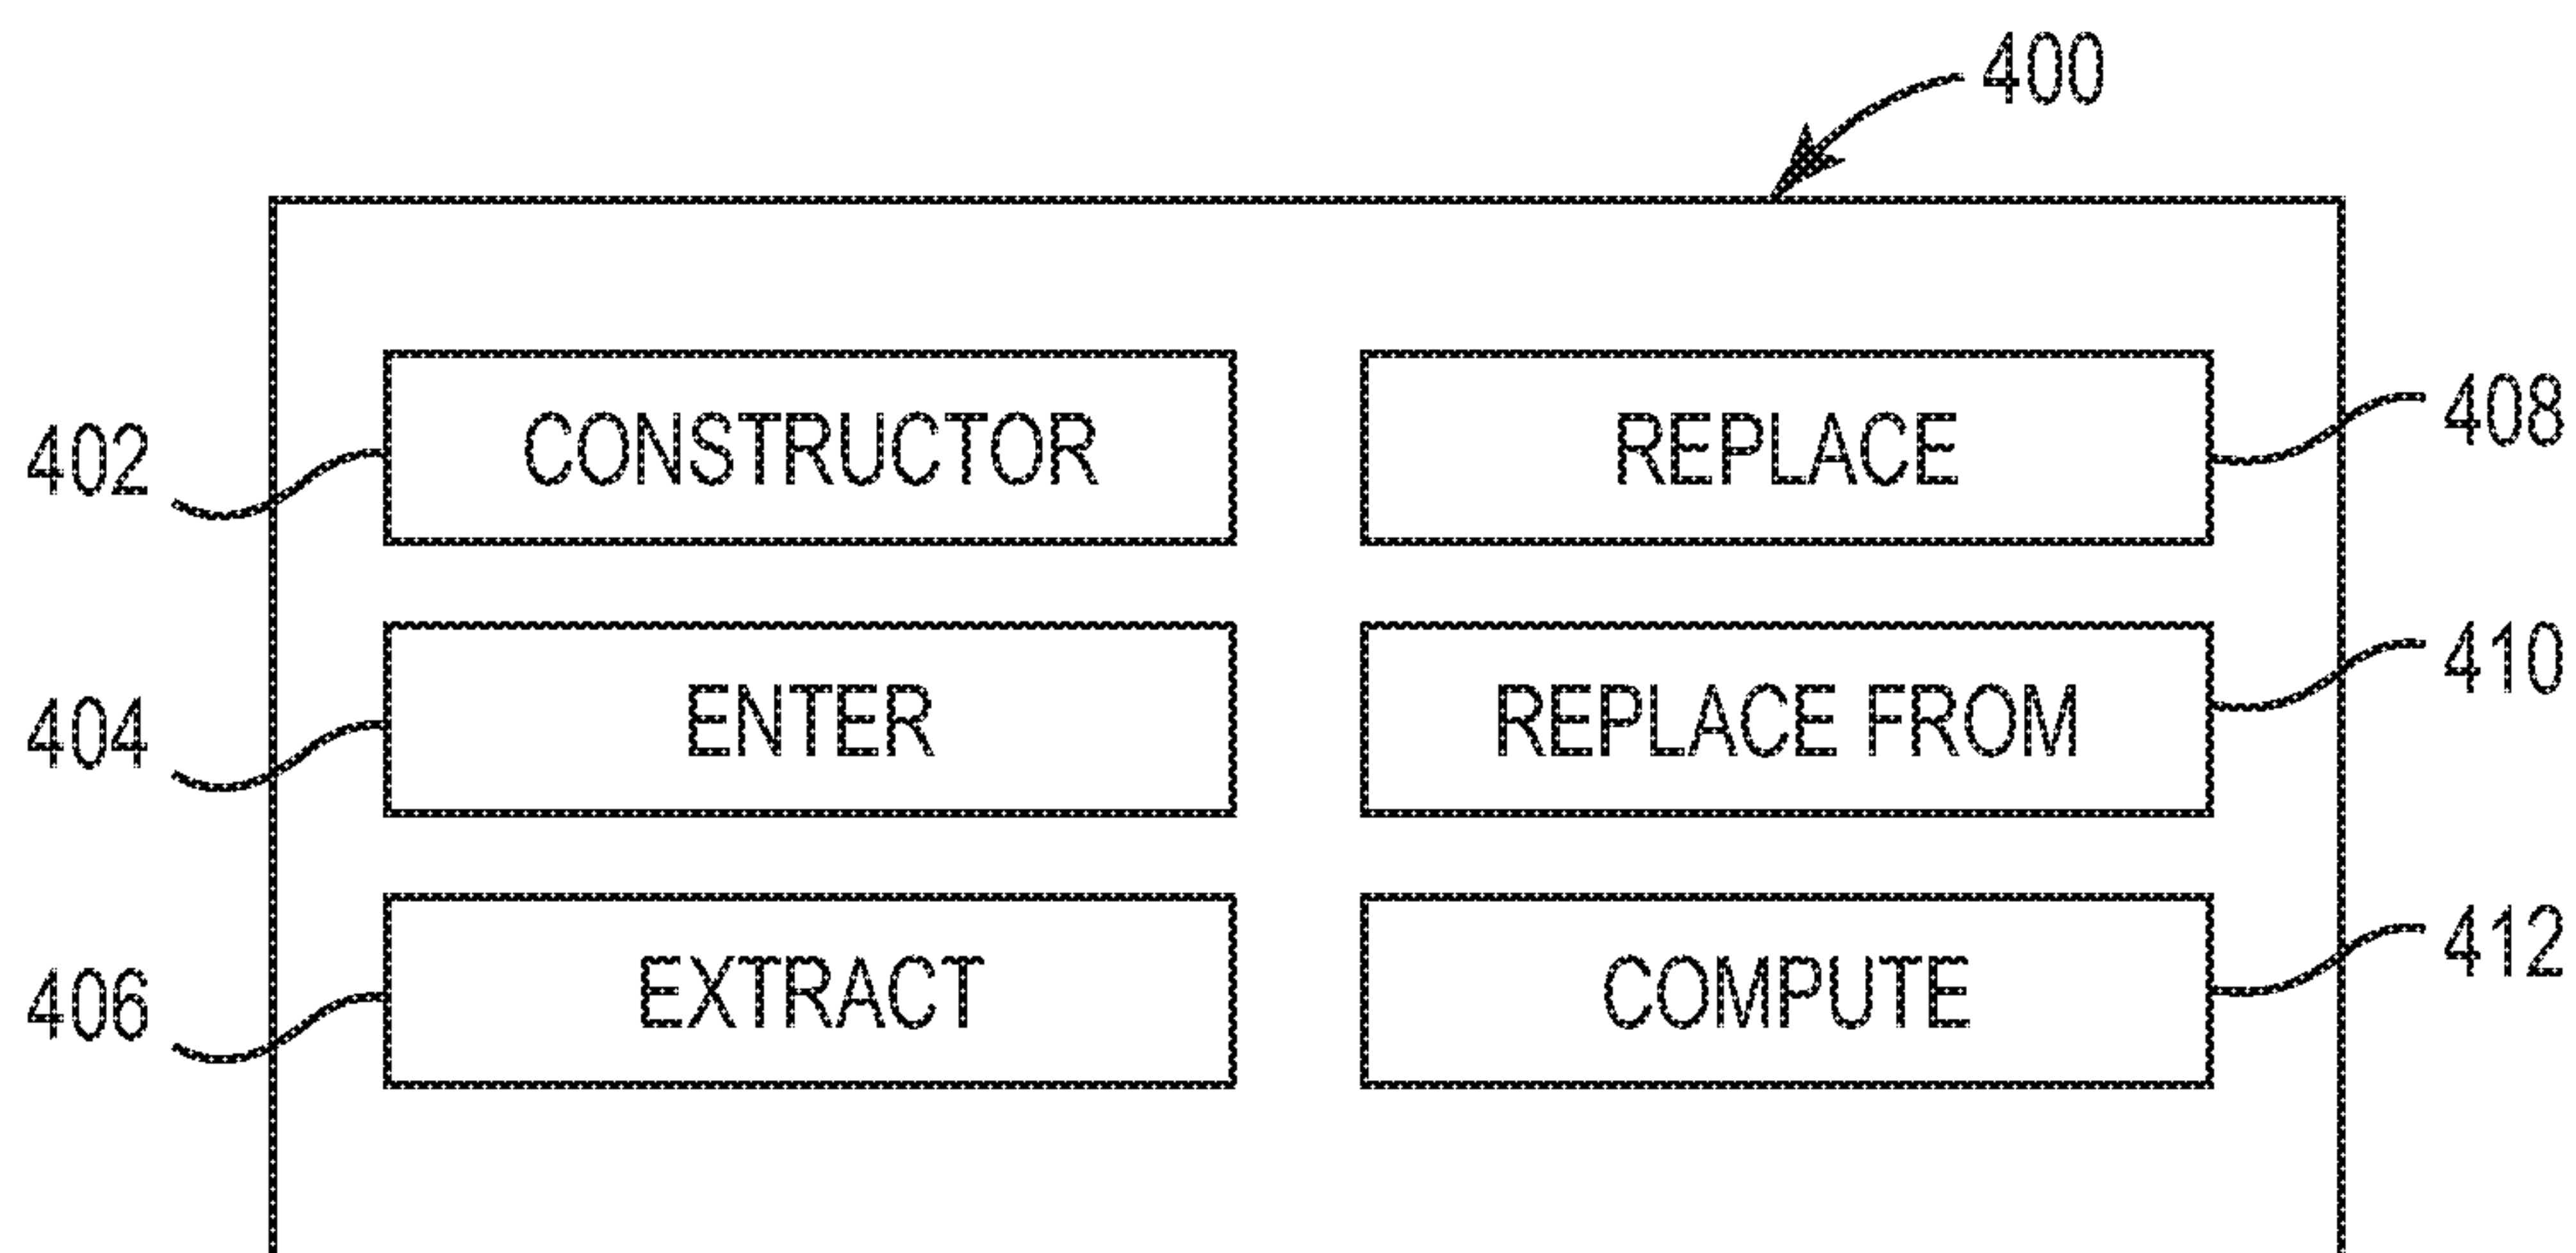 400
402
CONSTRUCTOR
REPLACE
408
404
ENTER
REPLACE FROM
410
406
EXTRACT
COMPUTE
412